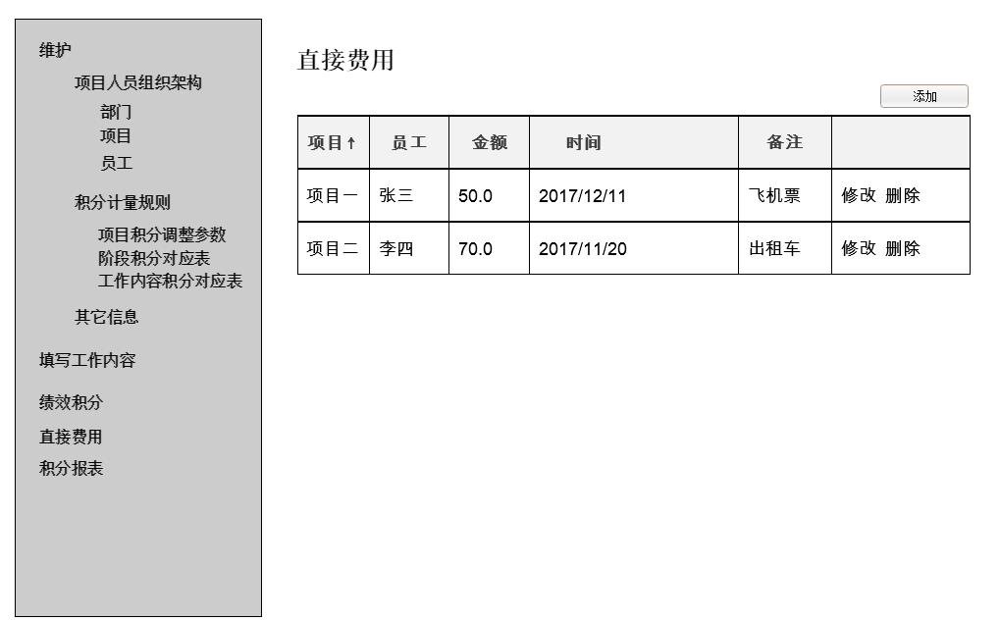 维护
项目人员组织架构
部门
项目
员工
积分计量规则
项目积分调整参数
阶段积分对应表
工作内容积分对应表
其它信息
填写工作内容
绩效积分
直接费用
积分报表
直接费用
添加
项目↑ 员工 金额 时间 备注
项目一 张三 50.0 2017/12/11 飞机票 修改 删除
项目二 李四 70.0 2017/11/20 出租车 修改 删除